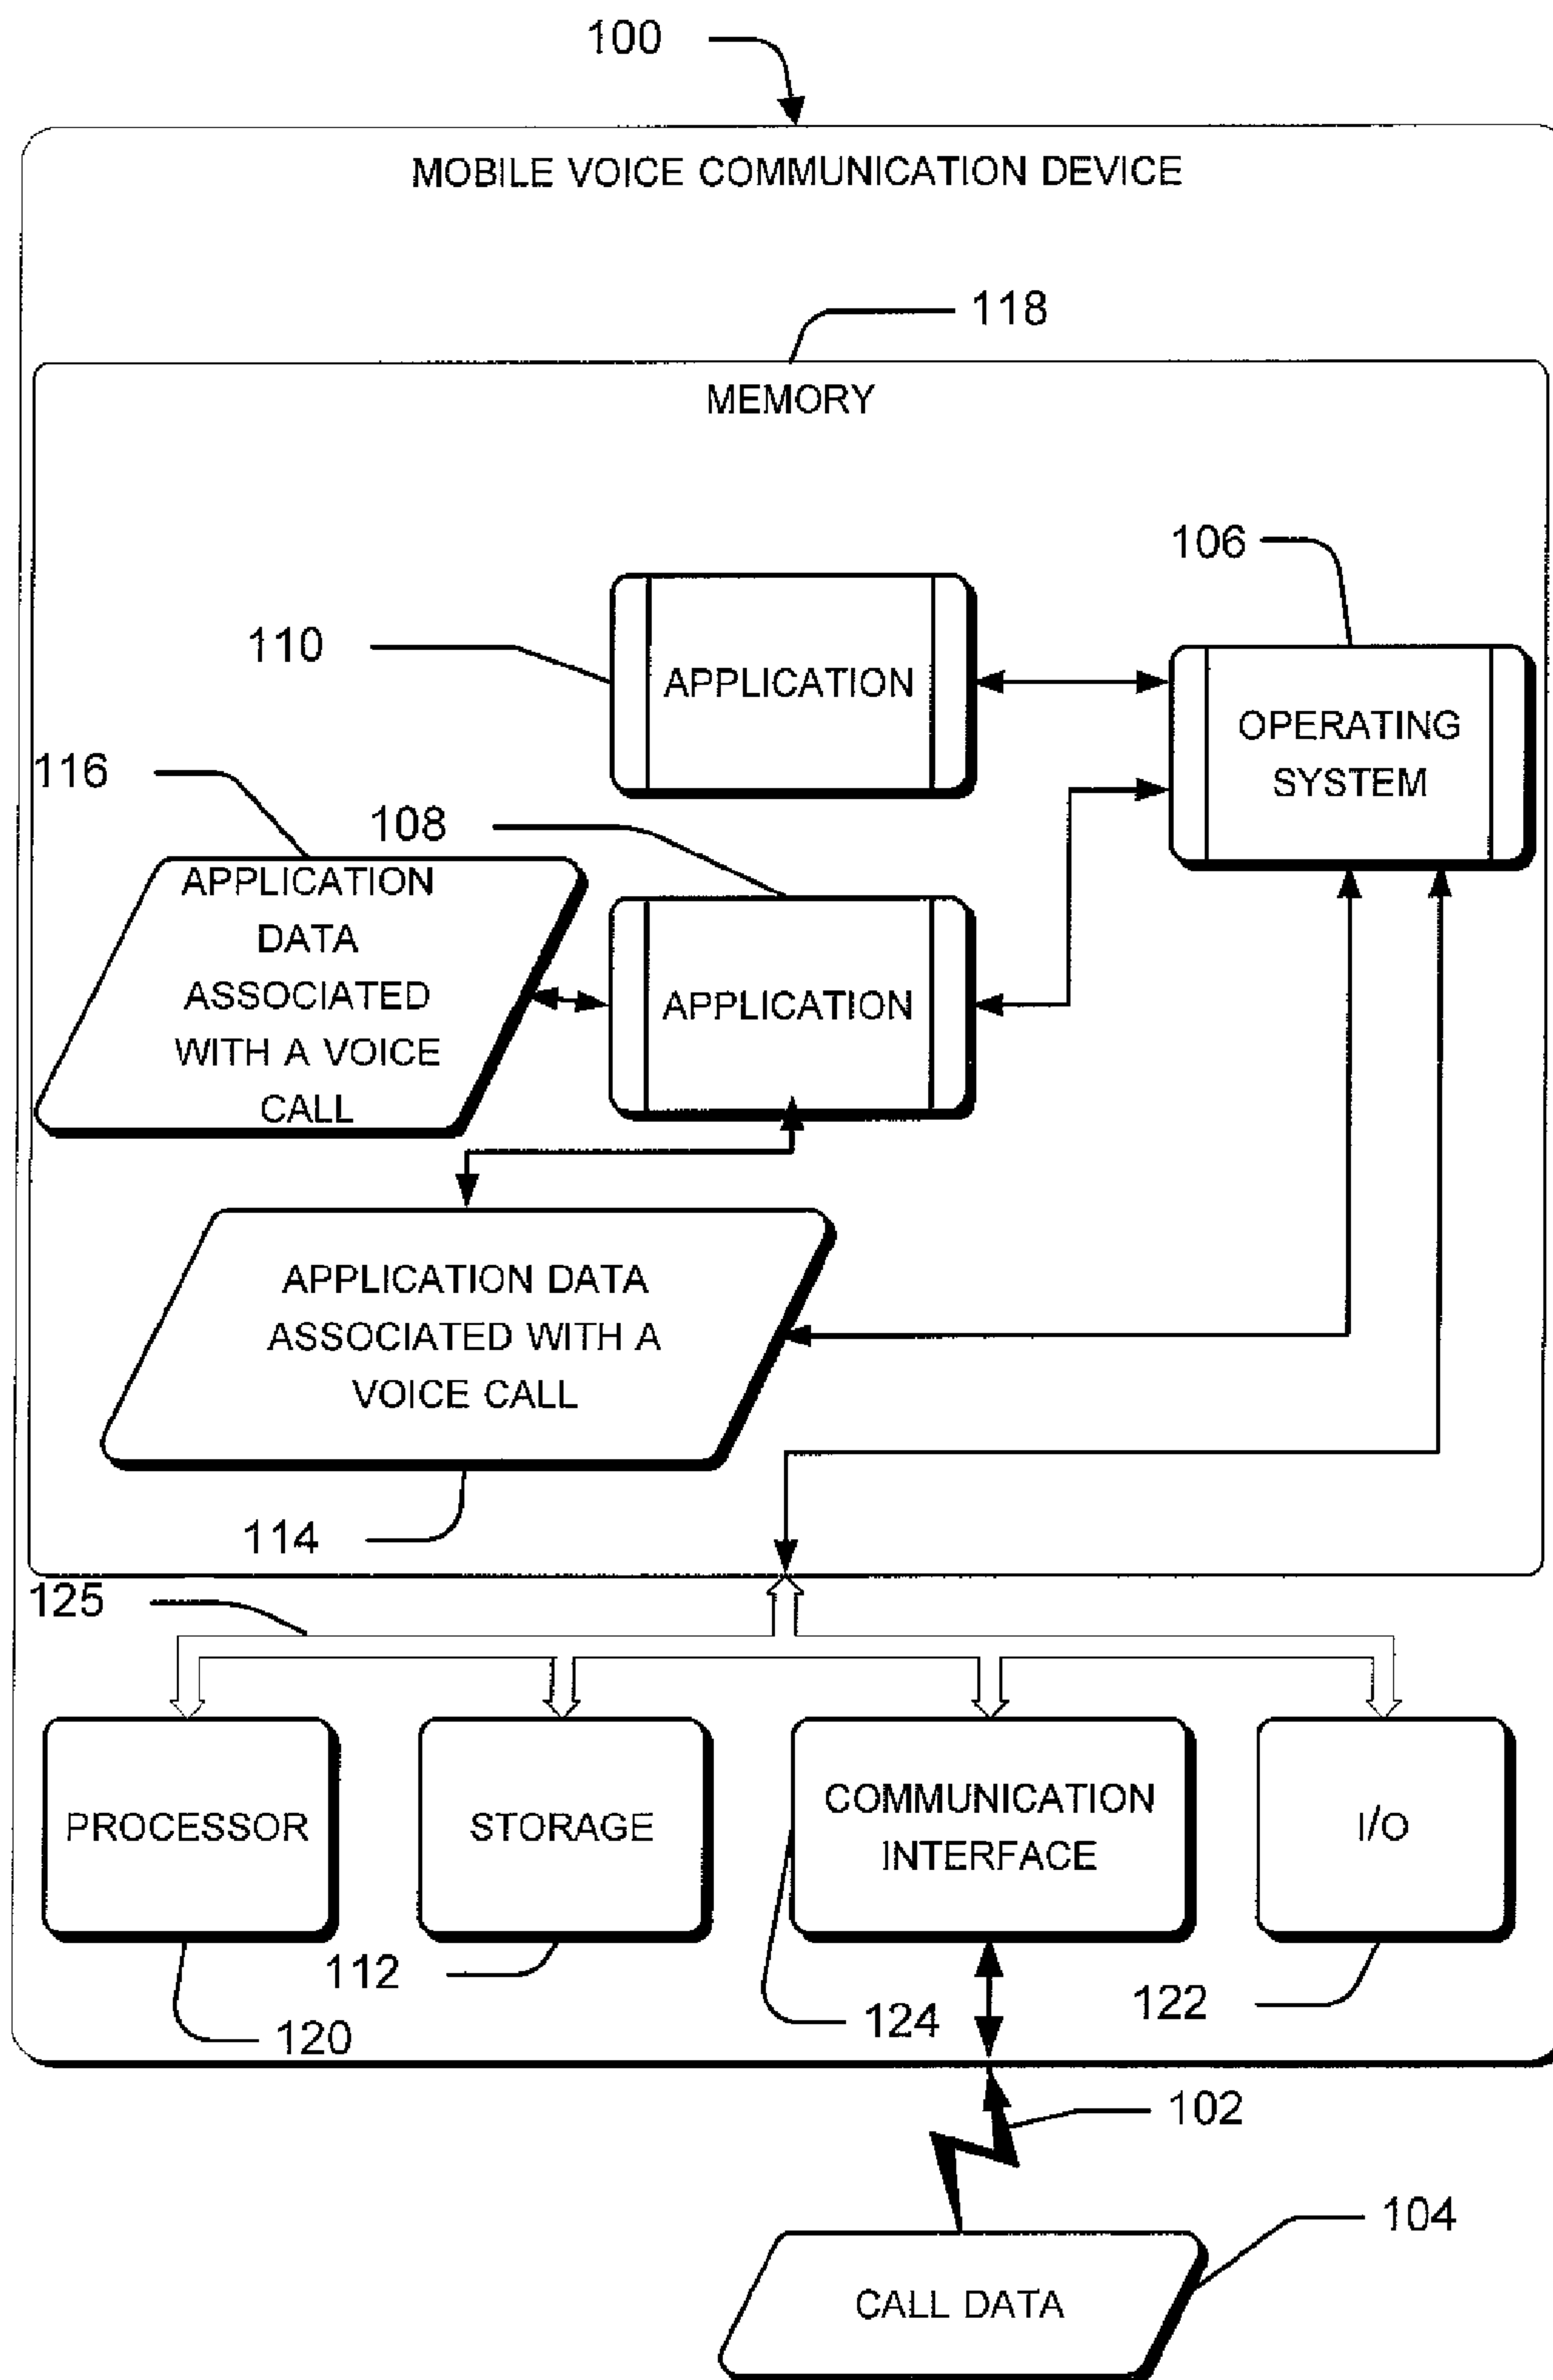 100
MOBILE VOICE COMMUNICATION DEVICE
118
MEMORY
106
110
APPLICATION
OPERATING
SYSTEM
116
108
APPLICATION
DATA
ASSOCIATED
WITH A VOICE
CALL
APPLICATION
APPLICATION DATA
ASSOCIATED WITH A
VOICE CALL
114
125
PROCESSOR
STORAGE
COMMUNICATION
INTERFACE
I/O
112
124
122
120
102
104
CALL DATA